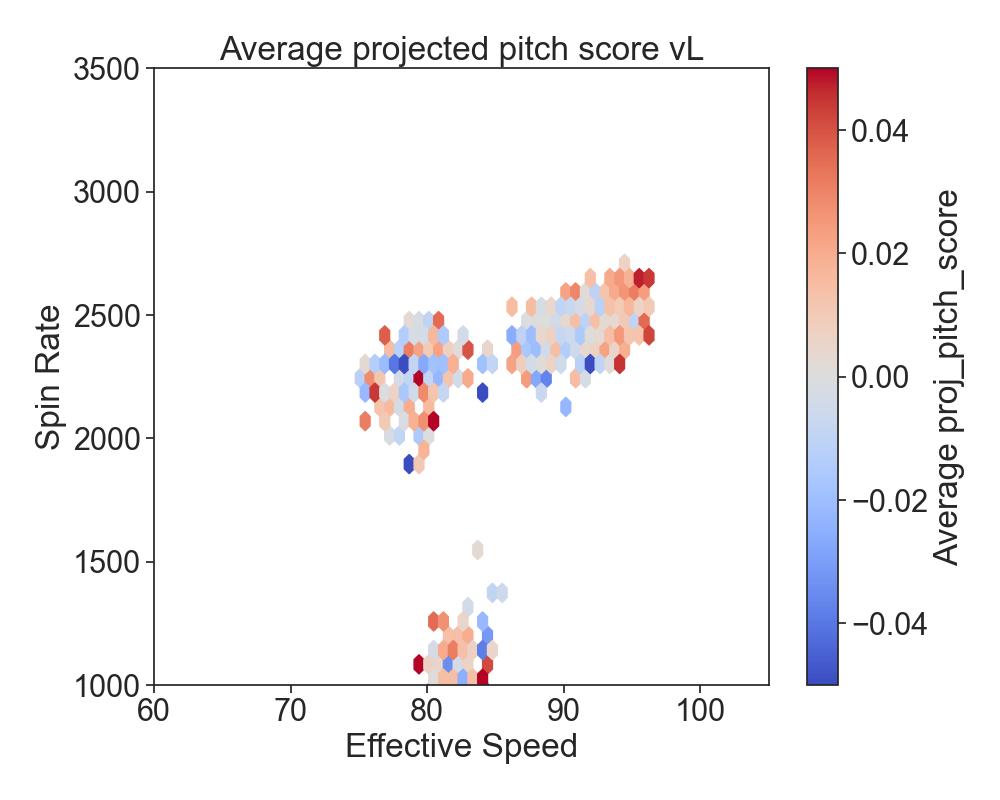 Average projected pitch score vL
3500
3000
2500
2000
1500
1000
Spin Rate
60 70 80 90 100
Effective Speed
0.04
0.02
0.00
−0.02
−0.04
Average proj_pitch_score